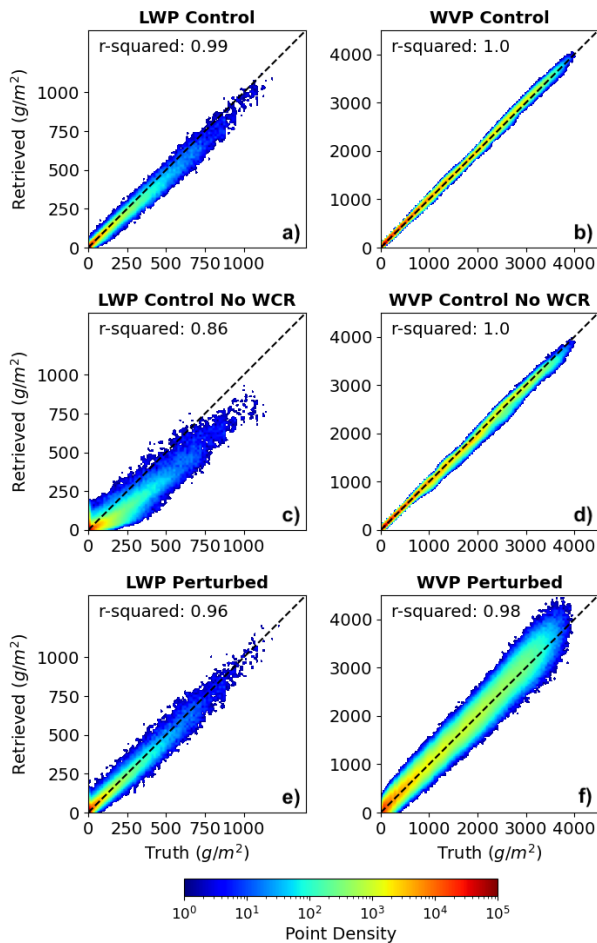 LWP Control
WVP Control
r-squared: 0.99
r-squared: 1.0
Retrieved (g/m²)
1000
750
500
250
0
4000
3000
2000
1000
0
a)
b)
0 250 500 750 1000
0 1000 2000 3000 4000
LWP Control No WCR
WVP Control No WCR
r-squared: 0.86
r-squared: 1.0
Retrieved (g/m²)
1000
750
500
250
0
4000
3000
2000
1000
0
c)
d)
0 250 500 750 1000
0 1000 2000 3000 4000
LWP Perturbed
WVP Perturbed
r-squared: 0.96
r-squared: 0.98
Retrieved (g/m²)
1000
750
500
250
0
4000
3000
2000
1000
0
e)
f)
0 250 500 750 1000
0 1000 2000 3000 4000
Truth (g/m²)
Truth (g/m²)
10⁰ 10¹ 10² 10³ 10⁴ 10⁵
Point Density